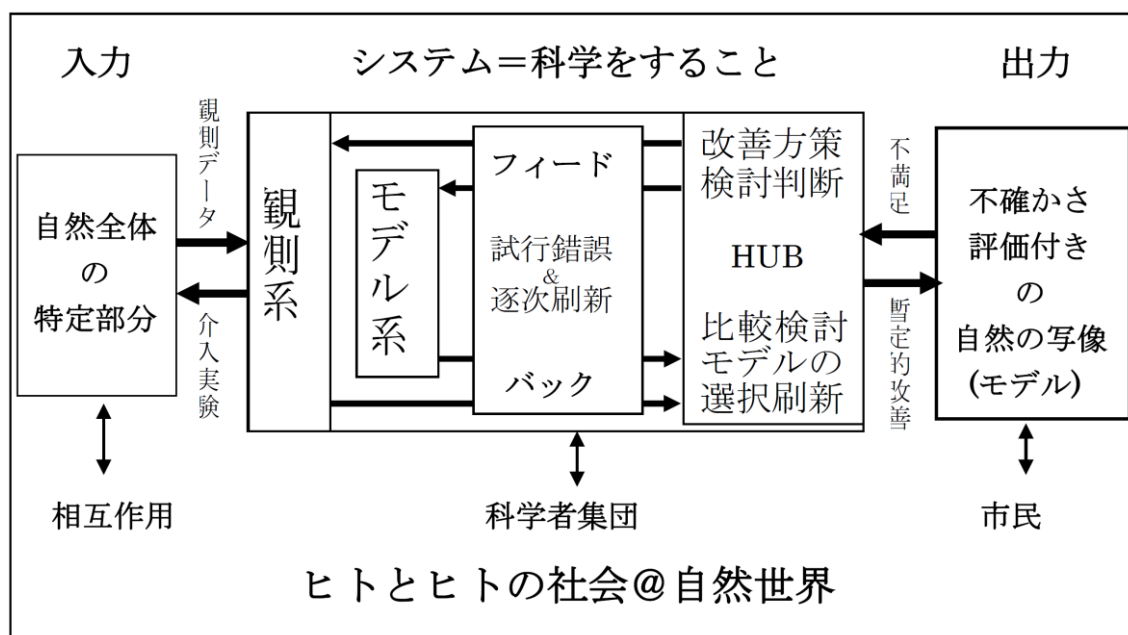 入力
システム＝科学をすること
出力
観測データ
介入実験
自然全体
の
特定部分
観測系
モデル系
フィード
試行錯誤
&
逐次刷新
バック
改善方策
検討判断
HUB
比較検討
モデルの
選択刷新
不満足
暫定的改善
不確かさ
評価付き
の
自然の写像
(モデル)
相互作用
科学者集団
市民
ヒトとヒトの社会＠自然世界